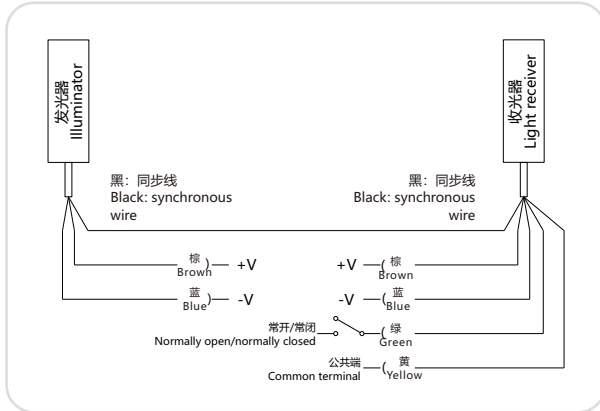 发光器
Illuminator
收光器
Light receiver
黑：同步线
Black: synchronous
wire
黑：同步线
Black: synchronous
wire
棕
Brown
+V
+V
棕
Brown
蓝
Blue
-V
-V
蓝
Blue
常开/常闭
Normally open/normally closed
绿
Green
公共端
Common terminal
黄
Yellow